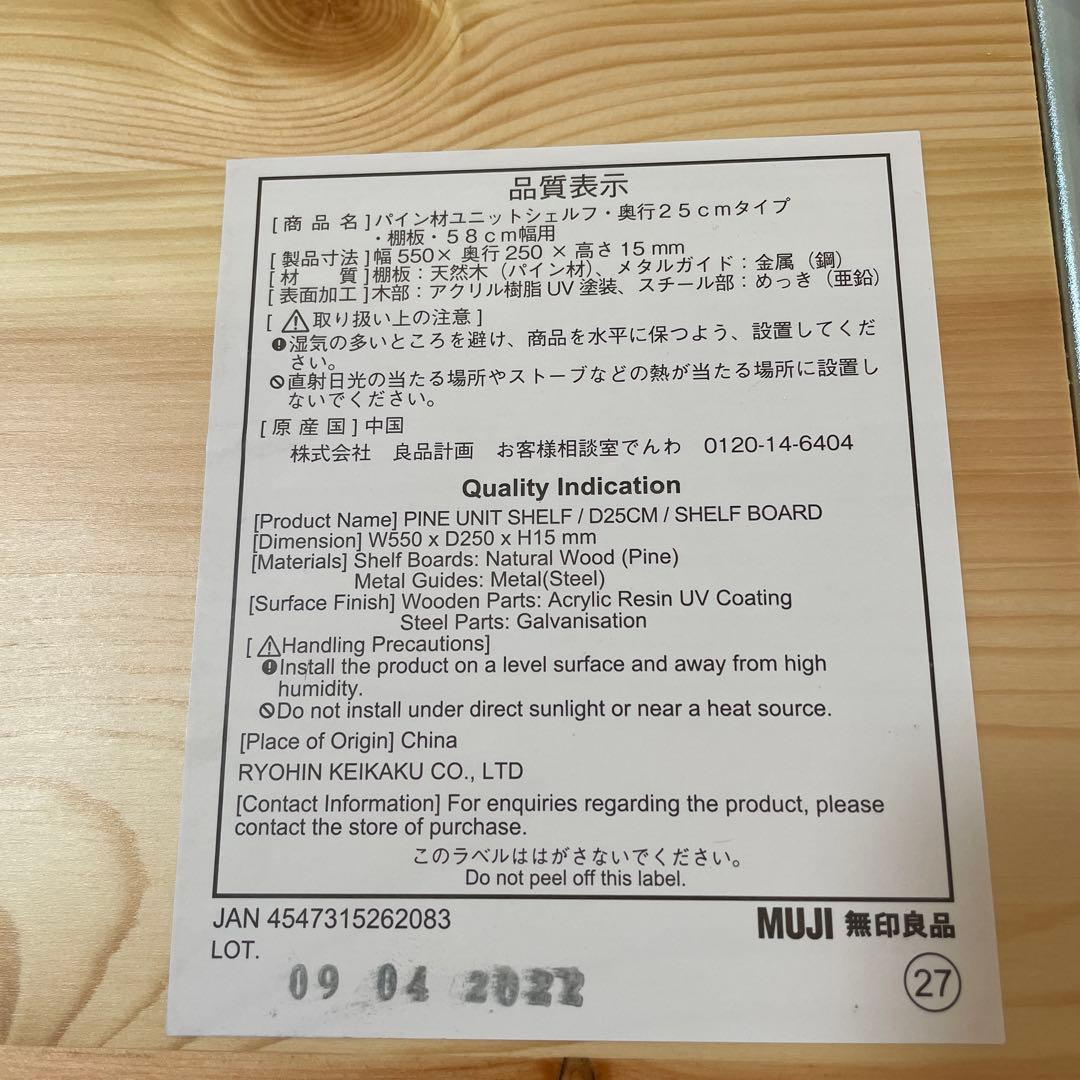 品質表示
[商品名]パイン材ユニットシェルフ・奥行25cmタイプ
・棚板・58cm幅用
[製品寸法]幅550×奥行250×高さ15mm
[材質]棚板：天然木（パイン材）、メタルガイド：金属（鋼）
[表面加工]木部：アクリル樹脂UV塗装、スチール部：めっき（亜鉛）
[⚠取り扱い上の注意]
湿気の多いところを避け、商品を水平に保つよう、設置してくだ
さい。
直射日光の当たる場所やストーブなどの熱が当たる場所に設置し
ないでください。
[原産国]中国
株式会社 良品計画 お客様相談室でんわ 0120-14-6404
Quality Indication
[Product Name] PINE UNIT SHELF / D25CM / SHELF BOARD
[Dimension] W550 x D250 x H15 mm
[Materials] Shelf Boards: Natural Wood (Pine)
Metal Guides: Metal(Steel)
[Surface Finish] Wooden Parts: Acrylic Resin UV Coating
Steel Parts: Galvanisation
[⚠Handling Precautions]
Install the product on a level surface and away from high
humidity.
Do not install under direct sunlight or near a heat source.
[Place of Origin] China
RYOHIN KEIKAKU CO., LTD
[Contact Information] For enquiries regarding the product, please
contact the store of purchase.
このラベルははがさないでください。
Do not peel off this label.
JAN 4547315262083
MUJI 無印良品
LOT.
09 04 2022
27